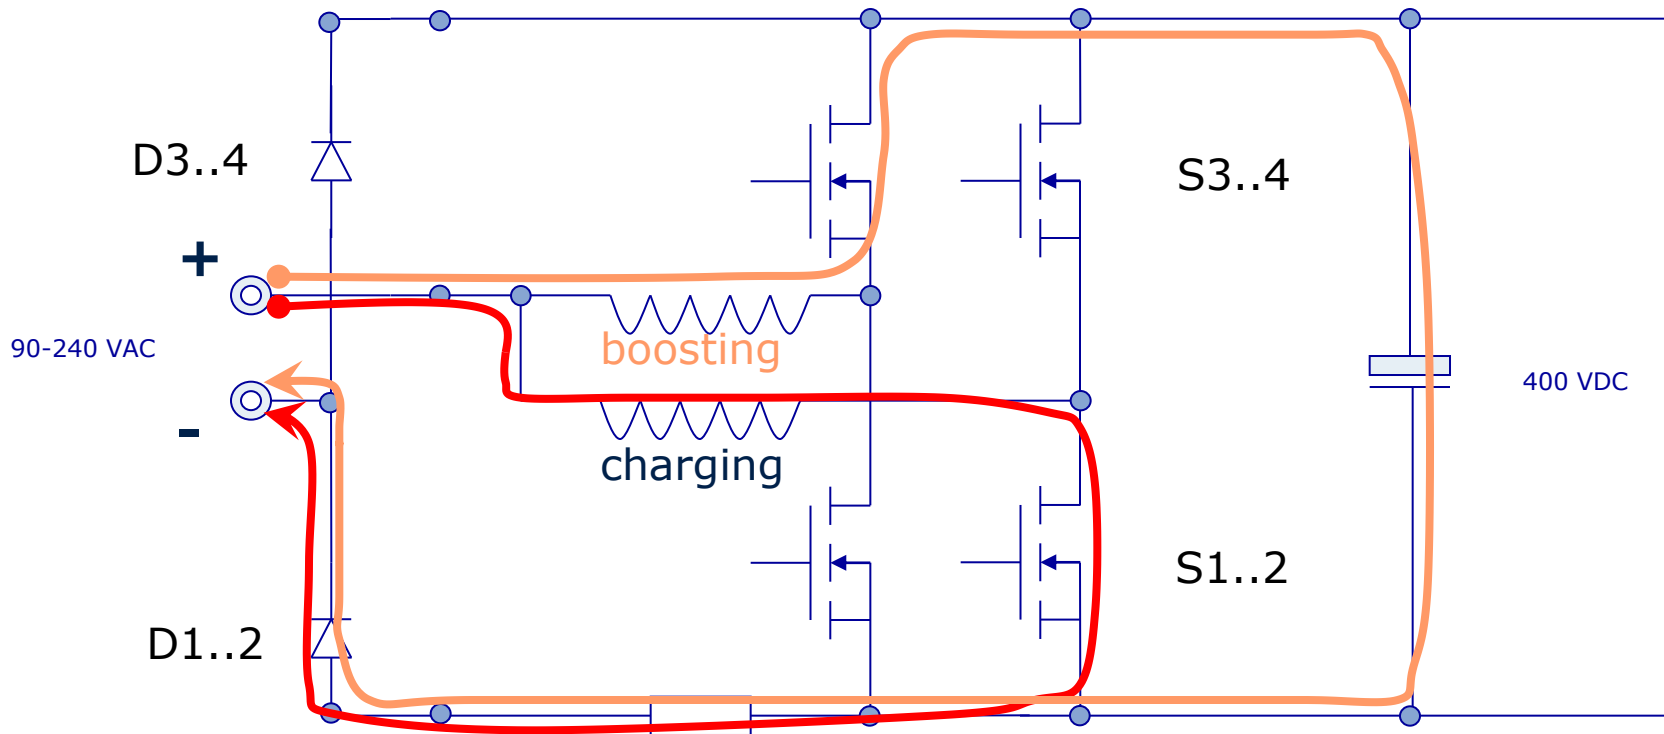 D3..4
S3..4
+
90-240 VAC
boosting
400 VDC
-
charging
S1..2
D1..2